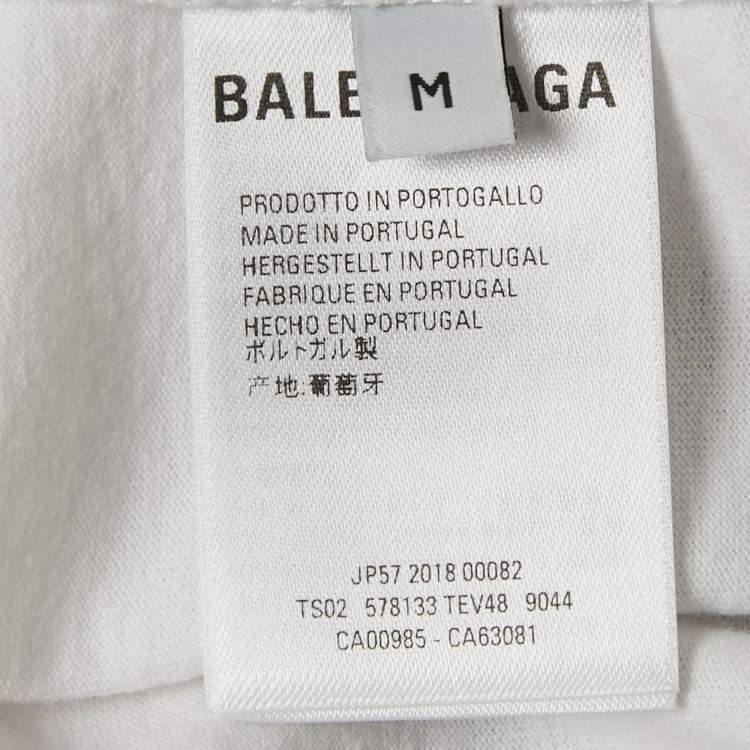 BALE AGA
M
PRODOTTO IN PORTOGALLO
MADE IN PORTUGAL
HERGESTELLT IN PORTUGAL
FABRIQUE EN PORTUGAL
HECHO EN PORTUGAL
ポルトガル製
产地:葡萄牙
JP57 2018 00082
TS02 578133 TEV48 9044
CA00985 - CA63081